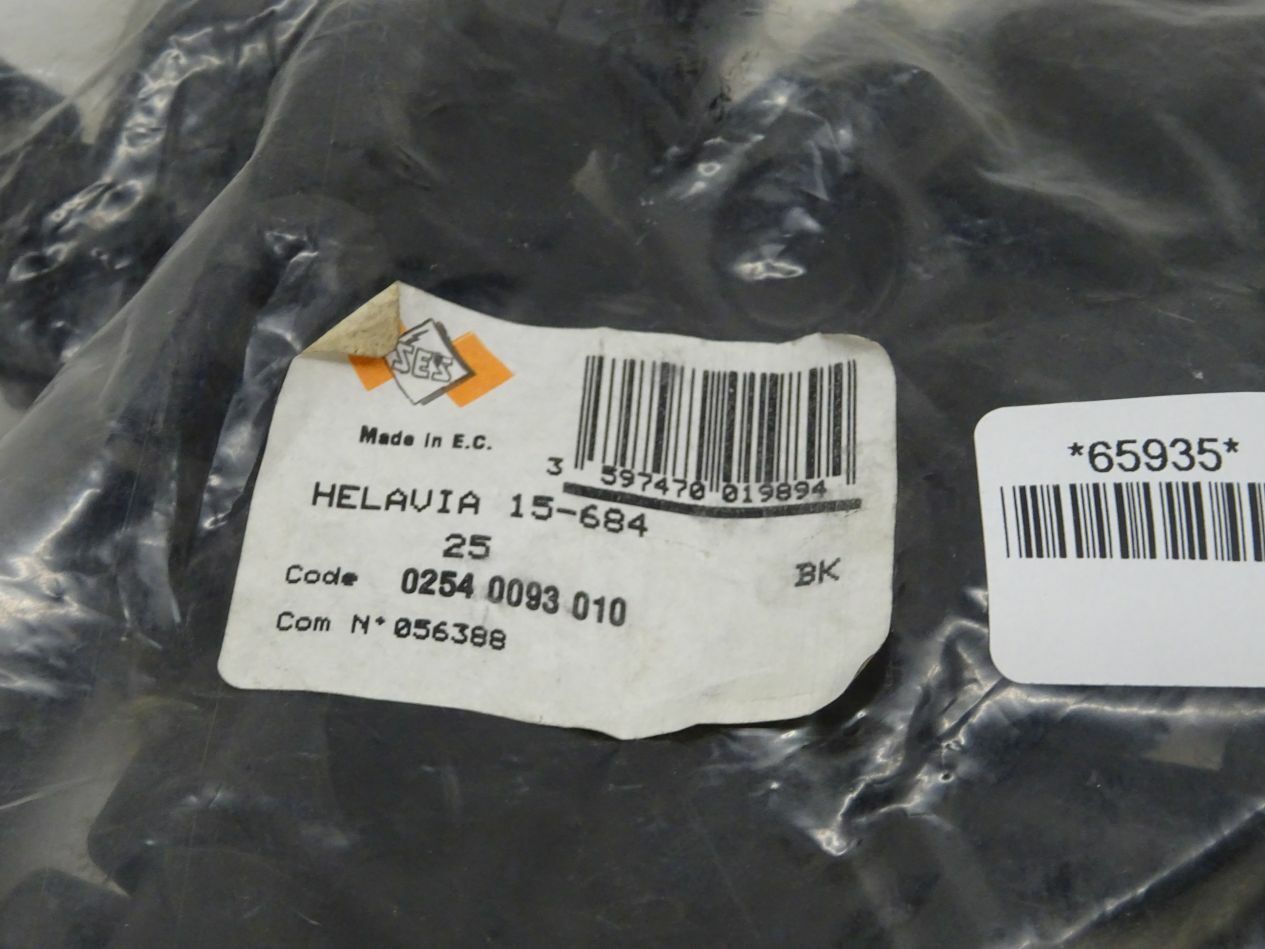 SES
Made in E.C.
3 597470 019894
HELAVIA 15-684
25
BK
Code 0254 0093 010
Com N° 056388
*65935*